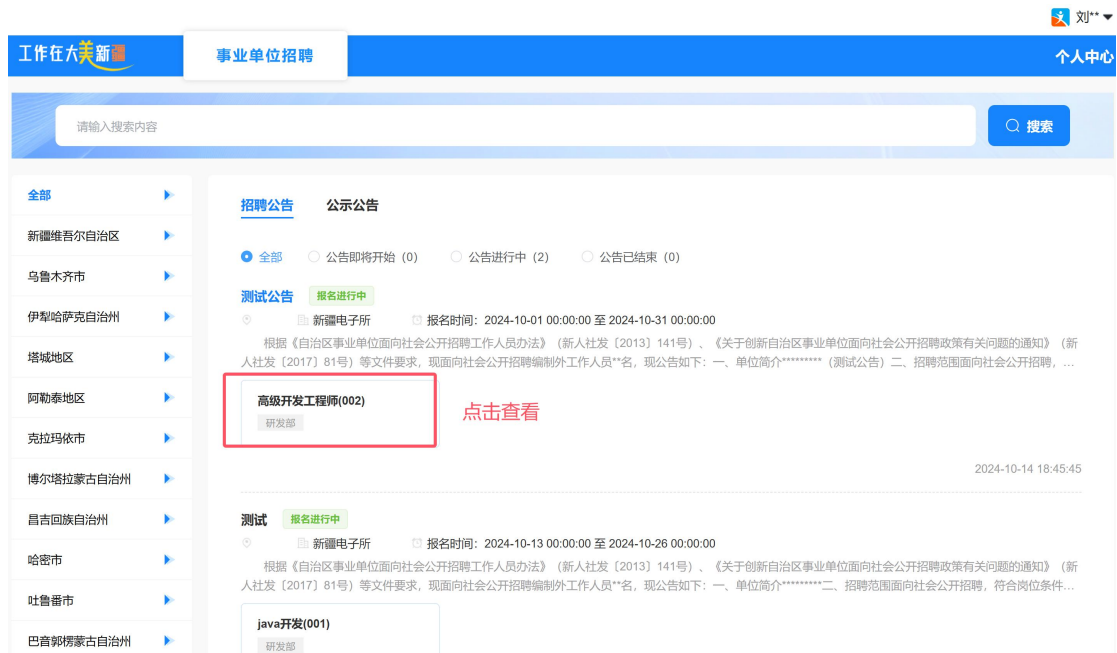 刘**
工作在大美新疆
事业单位招聘
个人中心
请输入搜索内容
搜索
全部
新疆维吾尔自治区
乌鲁木齐市
伊犁哈萨克自治州
塔城地区
阿勒泰地区
克拉玛依市
博尔塔拉蒙古自治州
昌吉回族自治州
哈密市
吐鲁番市
巴音郭楞蒙古自治州
招聘公告 公示公告
全部 公告即将开始（0） 公告进行中（2） 公告已结束（0）
测试公告 报名进行中
新疆电子所 报名时间：2024-10-01 00:00:00 至 2024-10-31 00:00:00
根据《自治区事业单位面向社会公开招聘工作人员办法》（新人社发〔2013〕141号）、《关于创新自治区事业单位面向社会公开招聘政策有关问题的通知》（新
人社发〔2017〕81号）等文件要求，现面向社会公开招聘编制外工作人员**名，现公告如下：一、单位简介*********（测试公告）二、招聘范围面向社会公开招聘，...
高级开发工程师(002)
研发部
点击查看
2024-10-14 18:45:45
测试 报名进行中
新疆电子所 报名时间：2024-10-13 00:00:00 至 2024-10-26 00:00:00
根据《自治区事业单位面向社会公开招聘工作人员办法》（新人社发〔2013〕141号）、《关于创新自治区事业单位面向社会公开招聘政策有关问题的通知》（新
人社发〔2017〕81号）等文件要求，现面向社会公开招聘编制外工作人员**名，现公告如下：一、单位简介*********二、招聘范围面向社会公开招聘，符合岗位条件...
java开发(001)
研发部